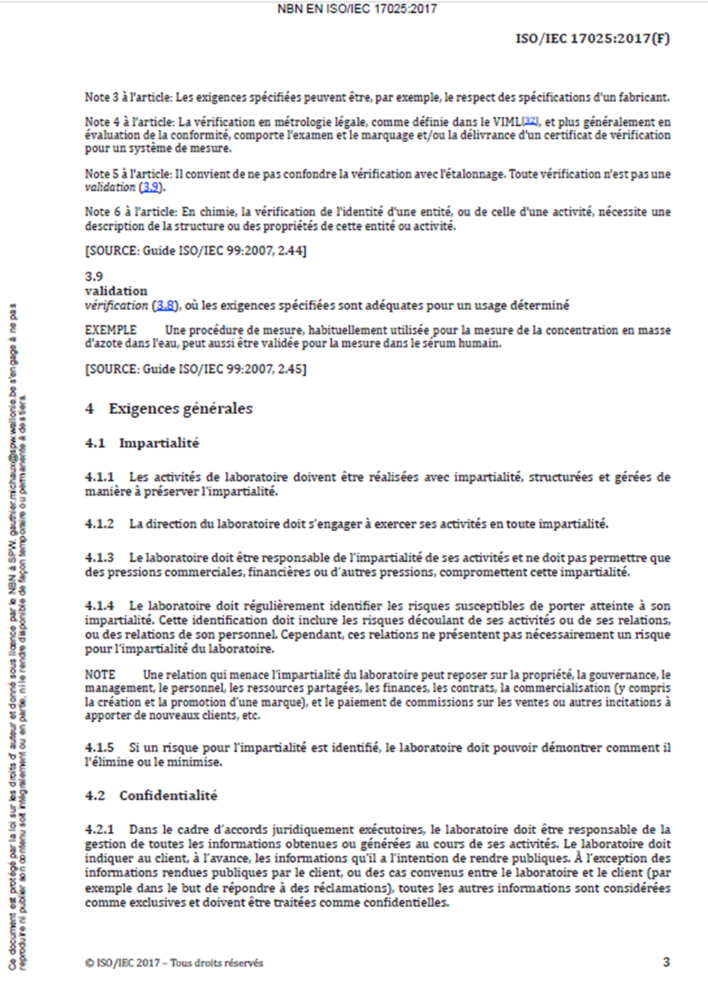 NBN EN ISO/IEC 17025:2017
ISO/IEC 17025:2017(F)
Note 3 à l'article: Les exigences spécifiées peuvent être, par exemple, le respect des spécifications d'un fabricant.
Note 4 à l'article: La vérification en métrologie légale, comme définie dans le VIML[32], et plus généralement en
évaluation de la conformité, comporte l'examen et le marquage et/ou la délivrance d'un certificat de vérification
pour un système de mesure.
Note 5 à l'article: Il convient de ne pas confondre la vérification avec l'étalonnage. Toute vérification n'est pas une
validation (3.9).
Note 6 à l'article: En chimie, la vérification de l'identité d'une entité, ou de celle d'une activité, nécessite une
description de la structure ou des propriétés de cette entité ou activité.
[SOURCE: Guide ISO/IEC 99:2007, 2.44]
3.9
validation
vérification (3.8), où les exigences spécifiées sont adéquates pour un usage déterminé
EXEMPLE Une procédure de mesure, habituellement utilisée pour la mesure de la concentration en masse
d'azote dans l'eau, peut aussi être validée pour la mesure dans le sérum humain.
[SOURCE: Guide ISO/IEC 99:2007, 2.45]
4 Exigences générales
4.1 Impartialité
4.1.1 Les activités de laboratoire doivent être réalisées avec impartialité, structurées et gérées de
manière à préserver l'impartialité.
4.1.2 La direction du laboratoire doit s'engager à exercer ses activités en toute impartialité.
4.1.3 Le laboratoire doit être responsable de l'impartialité de ses activités et ne doit pas permettre que
des pressions commerciales, financières ou d'autres pressions, compromettent cette impartialité.
4.1.4 Le laboratoire doit régulièrement identifier les risques susceptibles de porter atteinte à son
impartialité. Cette identification doit inclure les risques découlant de ses activités ou de ses relations,
ou des relations de son personnel. Cependant, ces relations ne présentent pas nécessairement un risque
pour l'impartialité du laboratoire.
NOTE Une relation qui menace l'impartialité du laboratoire peut reposer sur la propriété, la gouvernance, le
management, le personnel, les ressources partagées, les finances, les contrats, la commercialisation (y compris
la création et la promotion d'une marque), et le paiement de commissions sur les ventes ou autres incitations à
apporter de nouveaux clients, etc.
4.1.5 Si un risque pour l'impartialité est identifié, le laboratoire doit pouvoir démontrer comment il
l'élimine ou le minimise.
4.2 Confidentialité
4.2.1 Dans le cadre d'accords juridiquement exécutoires, le laboratoire doit être responsable de la
gestion de toutes les informations obtenues ou générées au cours de ses activités. Le laboratoire doit
indiquer au client, à l'avance, les informations qu'il a l'intention de rendre publiques. À l'exception des
informations rendues publiques par le client, ou des cas convenus entre le laboratoire et le client (par
exemple dans le but de répondre à des réclamations), toutes les autres informations sont considérées
comme exclusives et doivent être traitées comme confidentielles.
© ISO/IEC 2017 – Tous droits réservés
3
Ce document est protégé par la loi sur les droits d' auteur et donné sous licence par le NBN à SPW. gauthier.michaux@spw.wallonie.be s'engage à ne pas
reproduire ni publier son contenu soit intégralement ou en partie, ni le rendre disponible de façon temporaire ou permanente à des tiers.